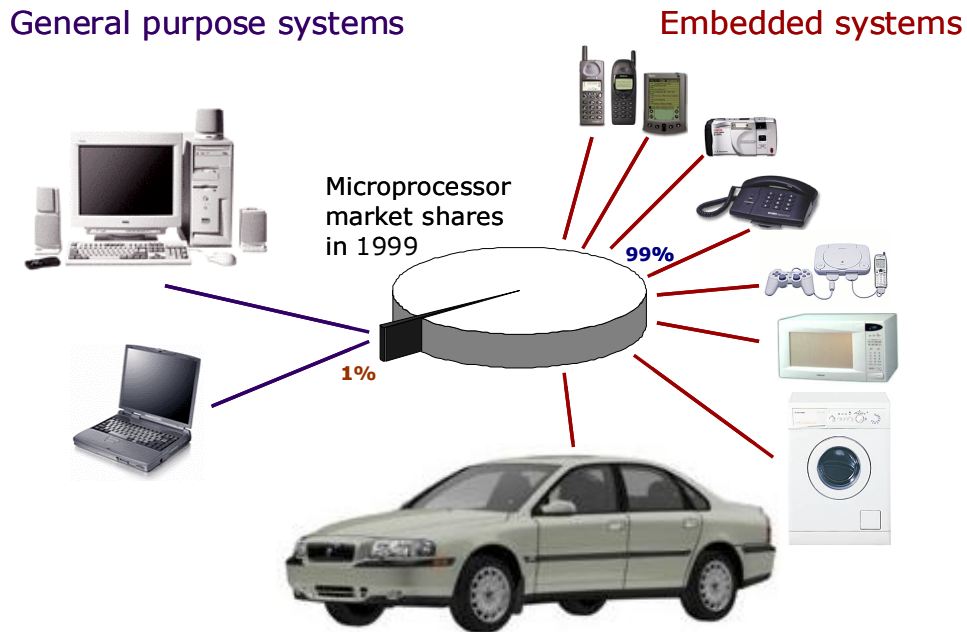 General purpose systems
Embedded systems
Microprocessor
market shares
in 1999
99%
1%